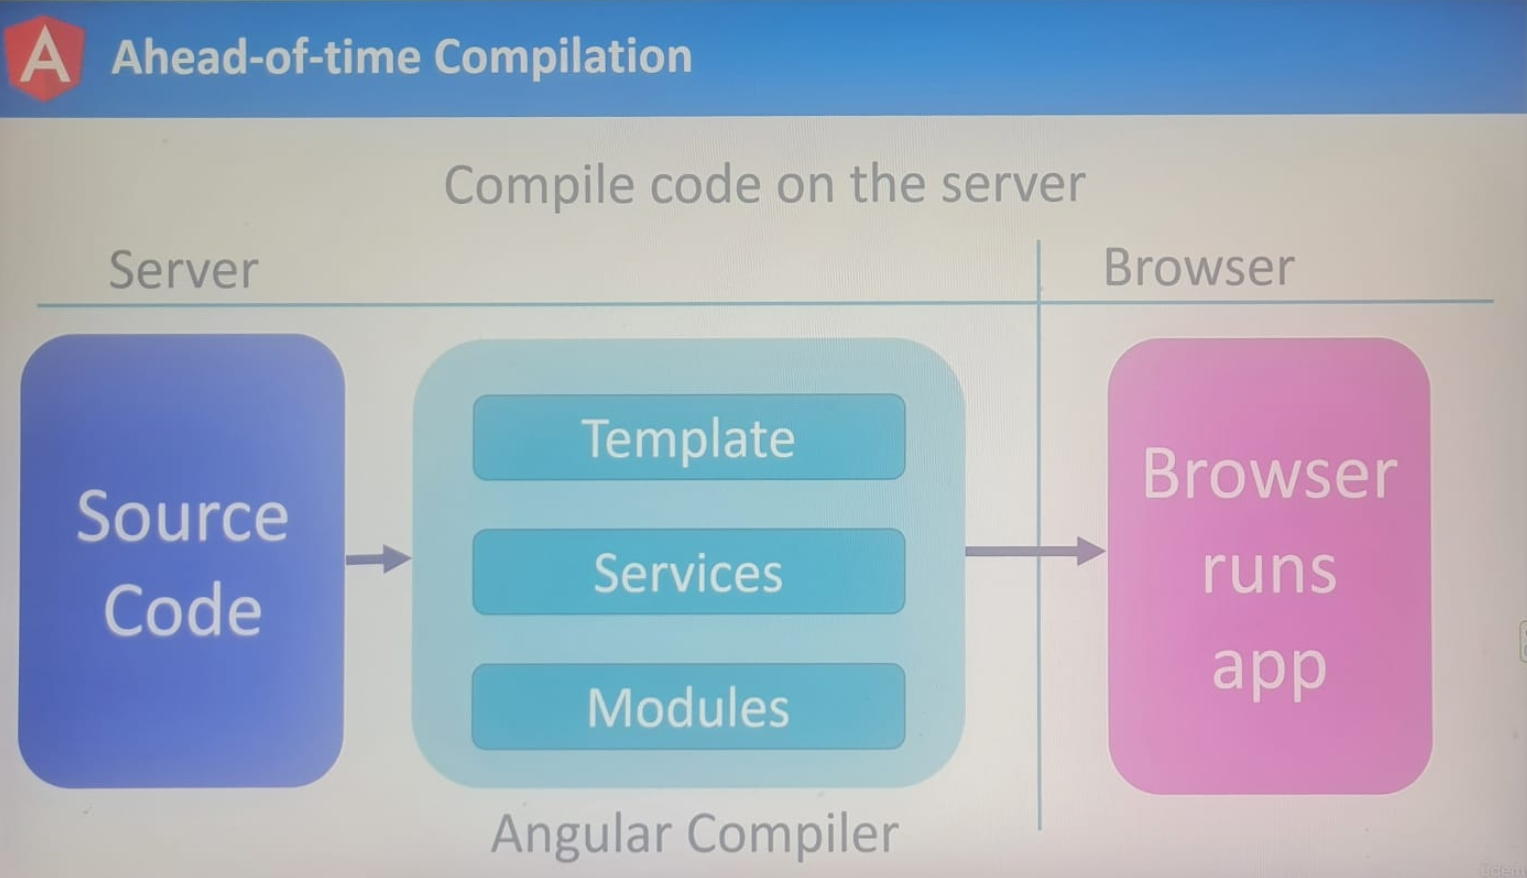 Ahead-of-time Compilation
Compile code on the server
Server
Browser
Source
Code
Template
Services
Modules
Angular Compiler
Browser
runs
app